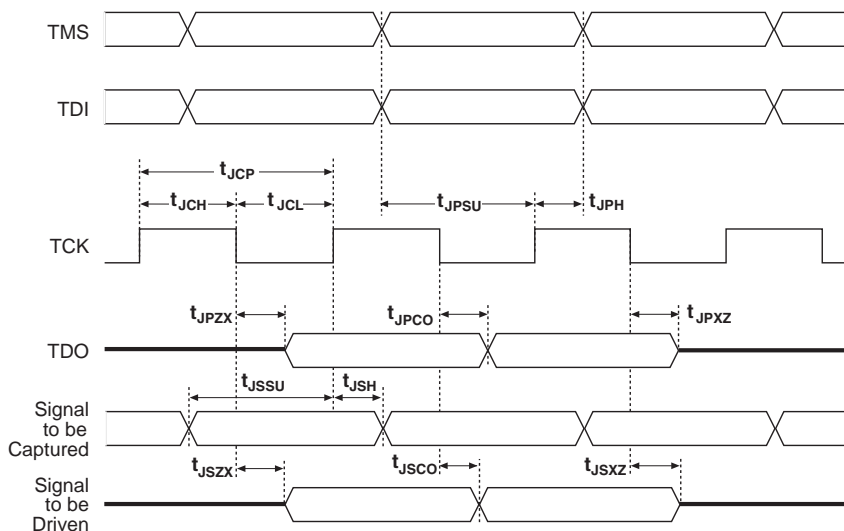 TMS
TDI
tJCP
tJCH
tJCL
tJPSU
tJPH
TCK
tJPZX
tJPCO
tJPXZ
TDO
tJSSU
tJSH
Signal
to be
Captured
tJSZX
tJSCO
tJSXZ
Signal
to be
Driven